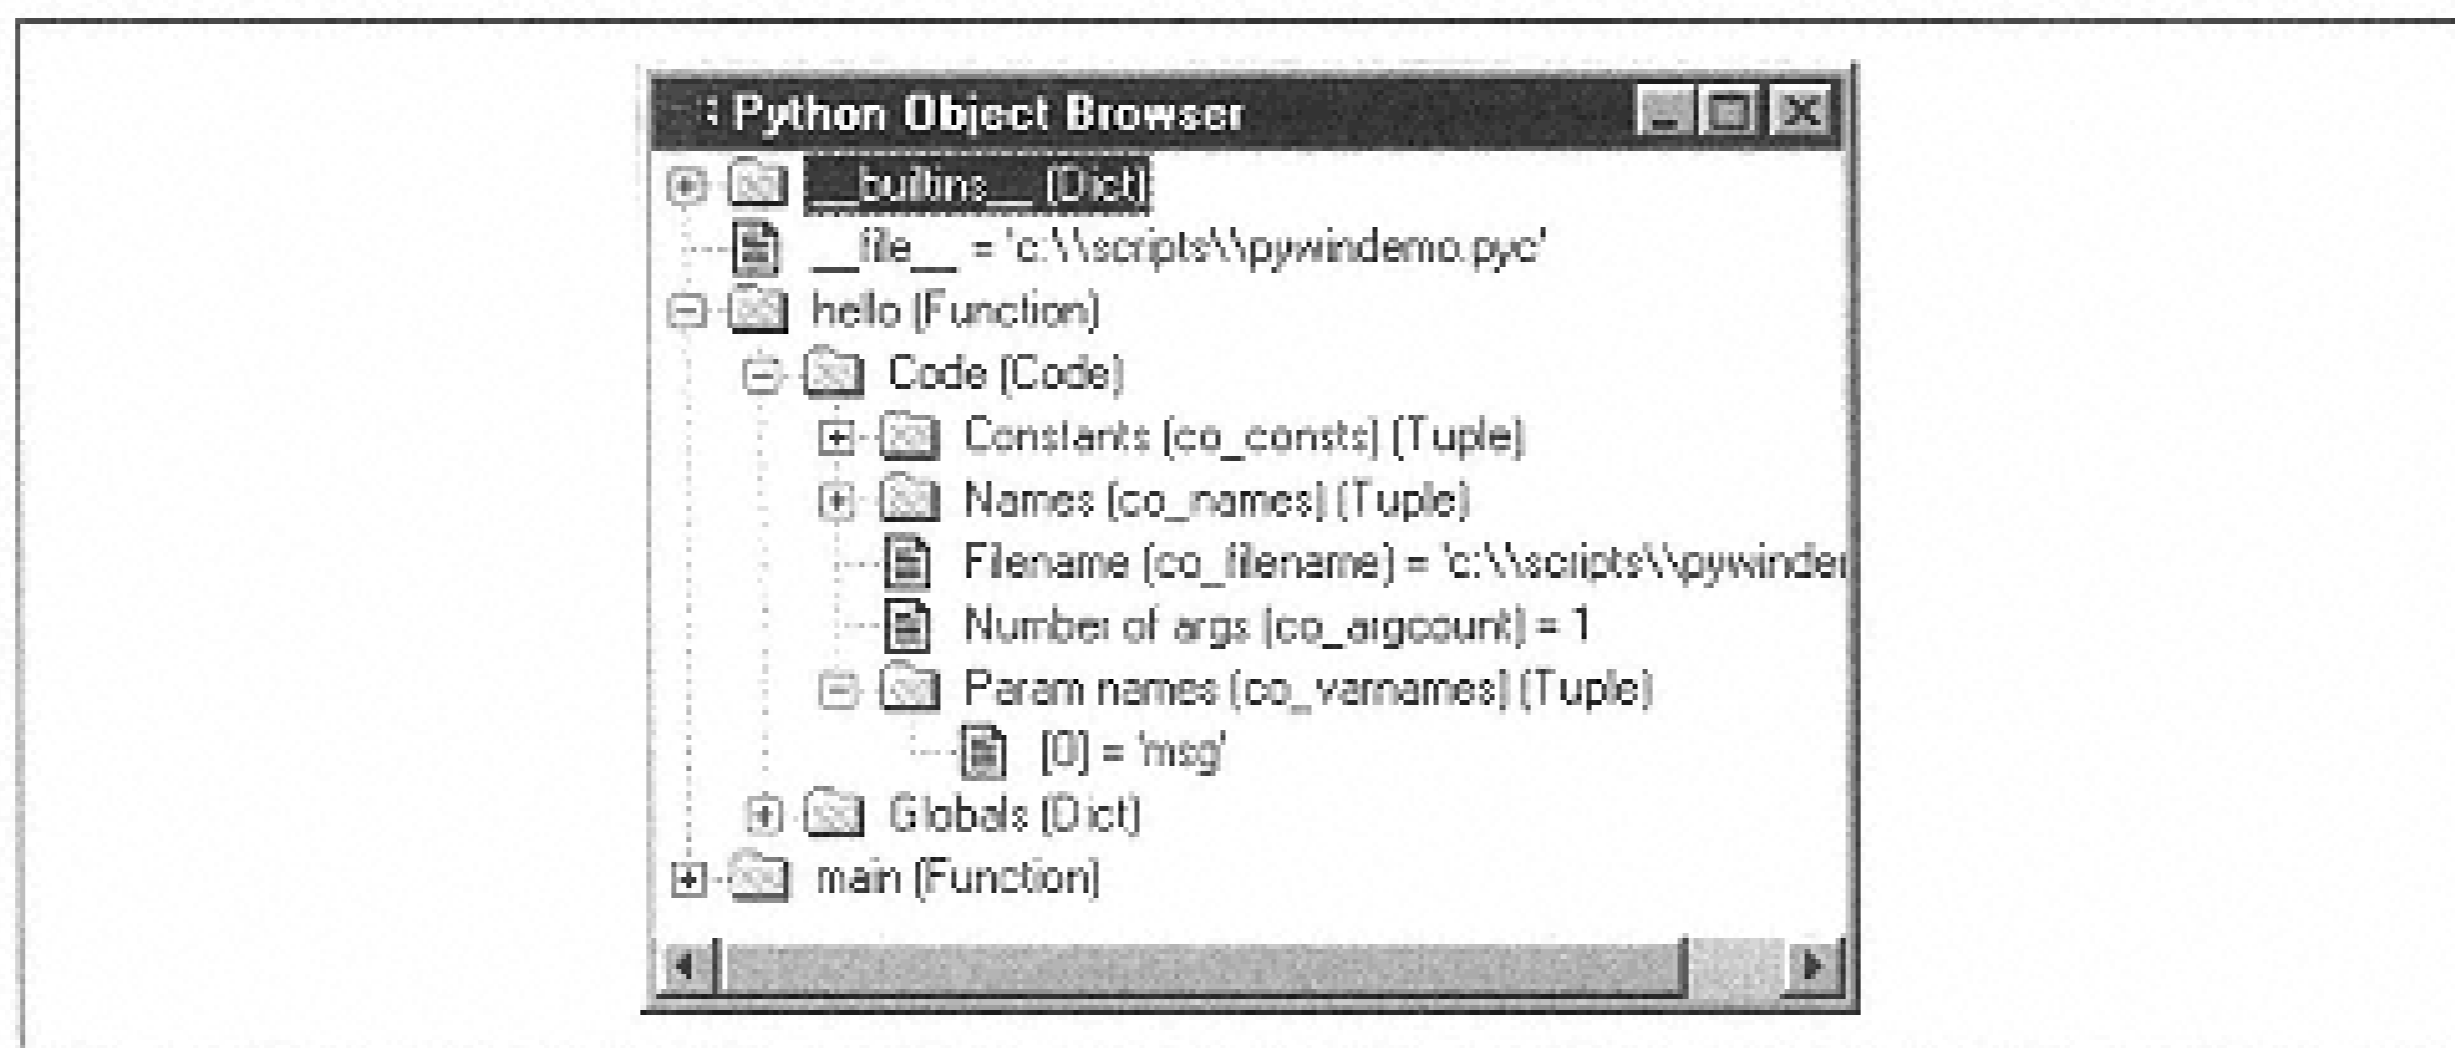 Python Object Browser
__builtins__ (Dict)
__file__ = 'c:\\scripts\\pywindemo.pyc'
hello (Function)
Code (Code)
Constants (co_consts) (Tuple)
Names (co_names) (Tuple)
Filename (co_filename) = 'c:\\scripts\\pywinder
Number of args (co_argcount) = 1
Param names (co_varnames) (Tuple)
[0] = 'msg'
Globals (Dict)
main (Function)